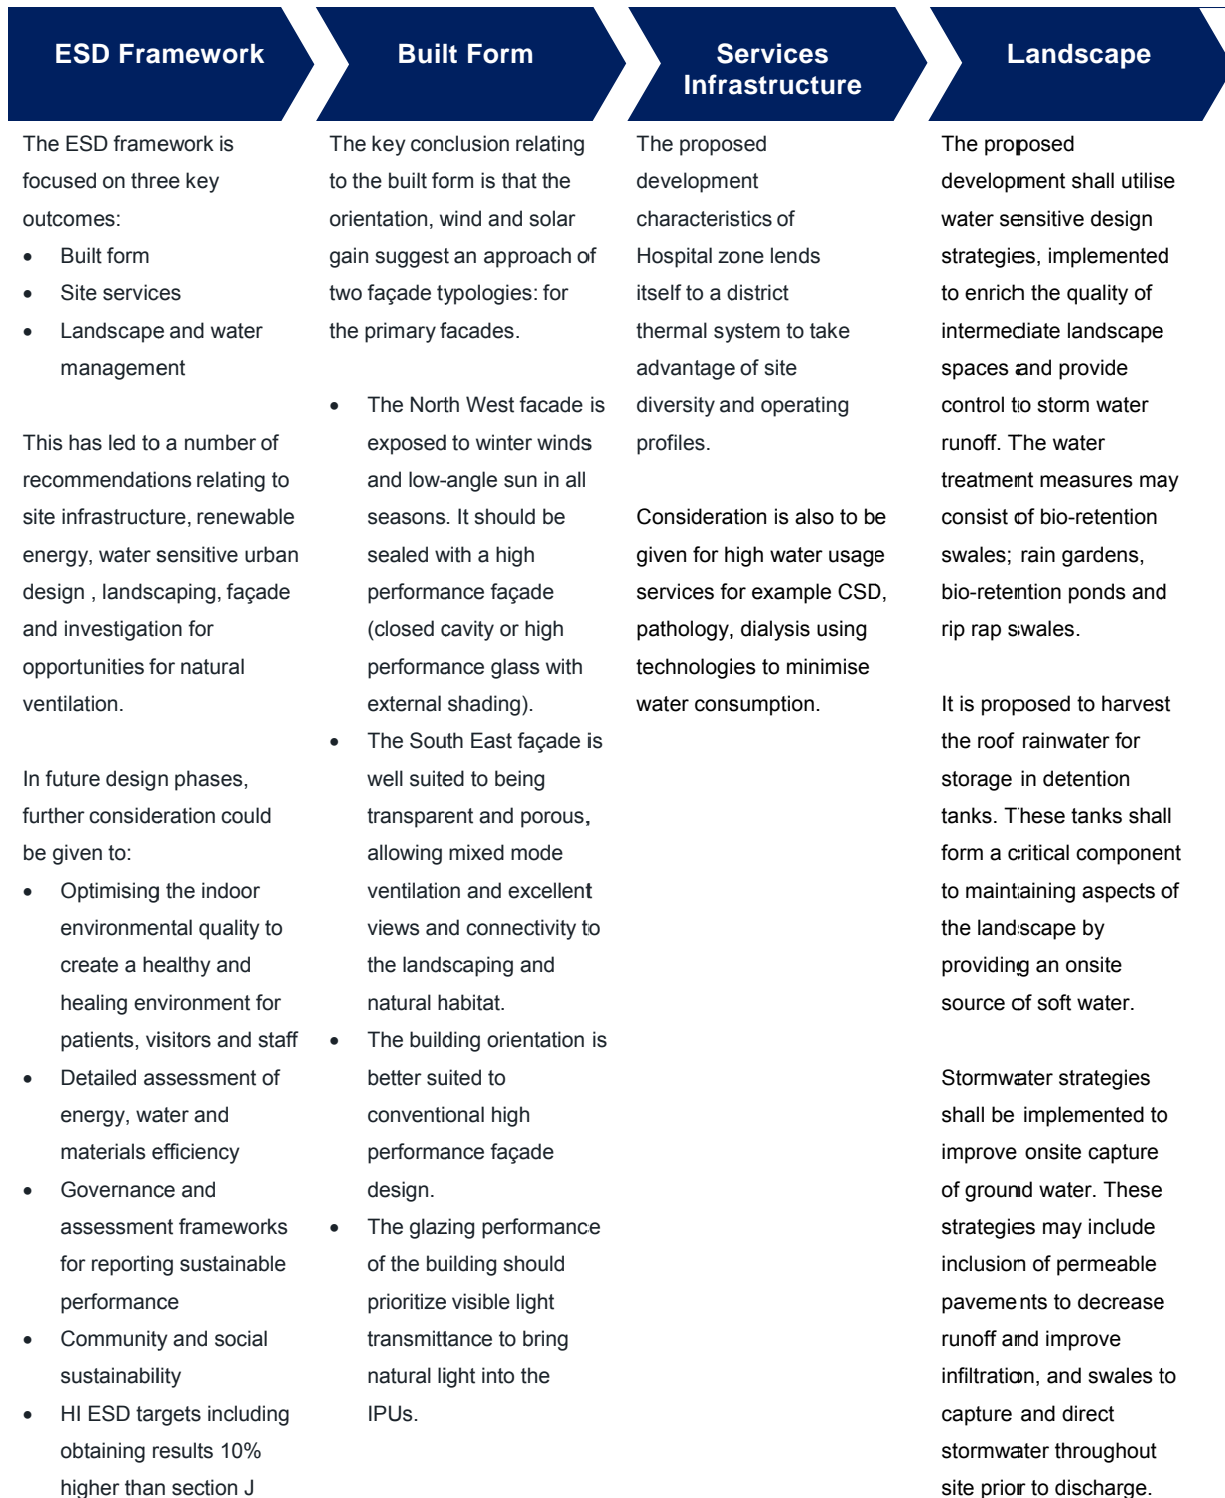 ESD Framework
The ESD framework is
focused on three key
outcomes:
• Built form
• Site services
• Landscape and water
management
This has led to a number of
recommendations relating to
site infrastructure, renewable
energy, water sensitive urban
design , landscaping, façade
and investigation for
opportunities for natural
ventilation.
In future design phases,
further consideration could
be given to:
• Optimising the indoor
environmental quality to
create a healthy and
healing environment for
patients, visitors and staff
• Detailed assessment of
energy, water and
materials efficiency
• Governance and
assessment frameworks
for reporting sustainable
performance
• Community and social
sustainability
• HI ESD targets including
obtaining results 10%
higher than section J
Built Form
The key conclusion relating
to the built form is that the
orientation, wind and solar
gain suggest an approach of
two façade typologies: for
the primary facades.
• The North West facade is
exposed to winter winds
and low-angle sun in all
seasons. It should be
sealed with a high
performance façade
(closed cavity or high
performance glass with
external shading).
• The South East façade is
well suited to being
transparent and porous,
allowing mixed mode
ventilation and excellent
views and connectivity to
the landscaping and
natural habitat.
• The building orientation is
better suited to
conventional high
performance façade
design.
• The glazing performance
of the building should
prioritize visible light
transmittance to bring
natural light into the
IPUs.
Services
Infrastructure
The proposed
development
characteristics of
Hospital zone lends
itself to a district
thermal system to take
advantage of site
diversity and operating
profiles.
Consideration is also to be
given for high water usage
services for example CSD,
pathology, dialysis using
technologies to minimise
water consumption.
Landscape
The proposed
development shall utilise
water sensitive design
strategies, implemented
to enrich the quality of
intermediate landscape
spaces and provide
control to storm water
runoff. The water
treatment measures may
consist of bio-retention
swales; rain gardens,
bio-retention ponds and
rip rap swales.
It is proposed to harvest
the roof rainwater for
storage in detention
tanks. These tanks shall
form a critical component
to maintaining aspects of
the landscape by
providing an onsite
source of soft water.
Stormwater strategies
shall be implemented to
improve onsite capture
of ground water. These
strategies may include
inclusion of permeable
pavements to decrease
runoff and improve
infiltration, and swales to
capture and direct
stormwater throughout
site prior to discharge.